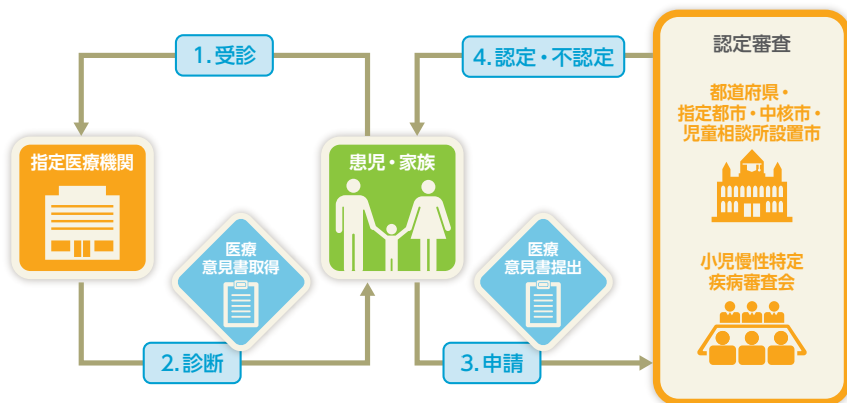 1.受診
4.認定・不認定
認定審査
都道府県・
指定都市・中核市・
児童相談所設置市
指定医療機関
患児・家族
医療
意見書取得
医療
意見書提出
小児慢性特定
疾病審査会
2.診断
3.申請